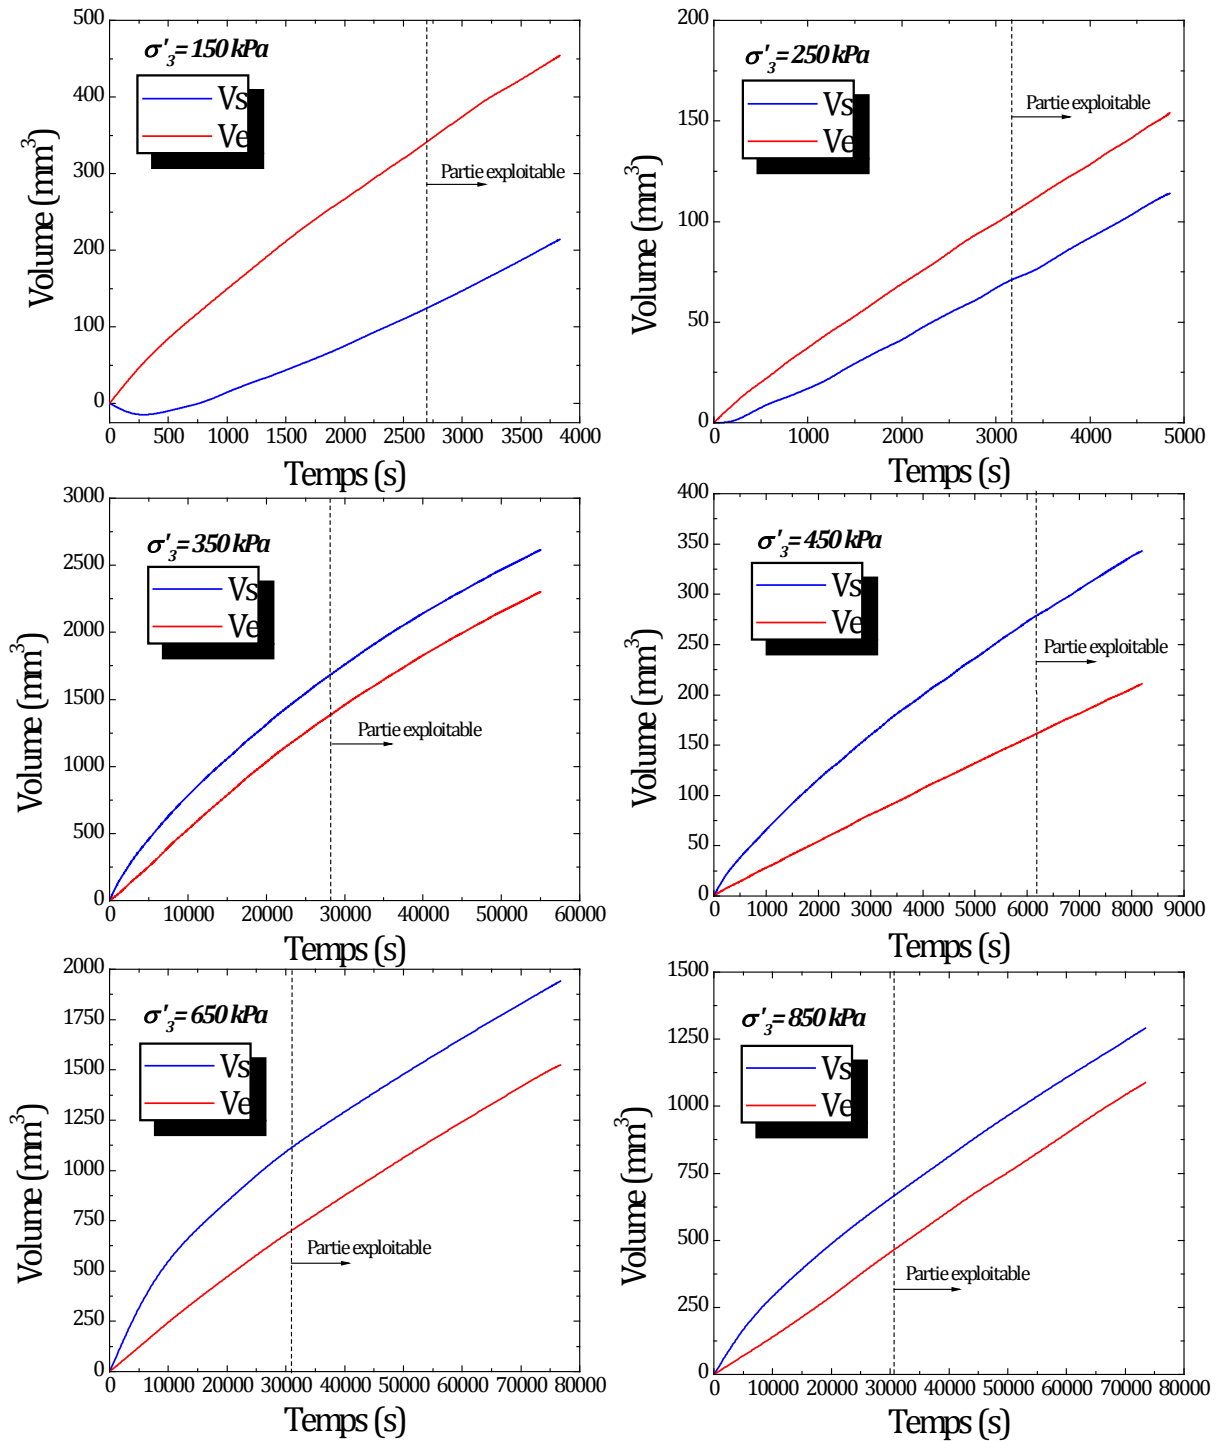 σ'3= 150 kPa
Vs
Ve
Partie exploitable
Volume (mm3)
500
400
300
200
100
0
0 500 1000 1500 2000 2500 3000 3500 4000
Temps (s)
σ'3= 250 kPa
Vs
Ve
Partie exploitable
Volume (mm3)
200
150
100
50
0
0 1000 2000 3000 4000 5000
Temps (s)
σ'3= 350 kPa
Vs
Ve
Partie exploitable
Volume (mm3)
3000
2500
2000
1500
1000
500
0
0 10000 20000 30000 40000 50000 60000
Temps (s)
σ'3= 450 kPa
Vs
Ve
Partie exploitable
Volume (mm3)
400
350
300
250
200
150
100
50
0
0 1000 2000 3000 4000 5000 6000 7000 8000 9000
Temps (s)
σ'3= 650 kPa
Vs
Ve
Partie exploitable
Volume (mm3)
2000
1750
1500
1250
1000
750
500
250
0
0 10000 20000 30000 40000 50000 60000 70000 80000
Temps (s)
σ'3= 850 kPa
Vs
Ve
Partie exploitable
Volume (mm3)
1500
1250
1000
750
500
250
0
0 10000 20000 30000 40000 50000 60000 70000 80000
Temps (s)